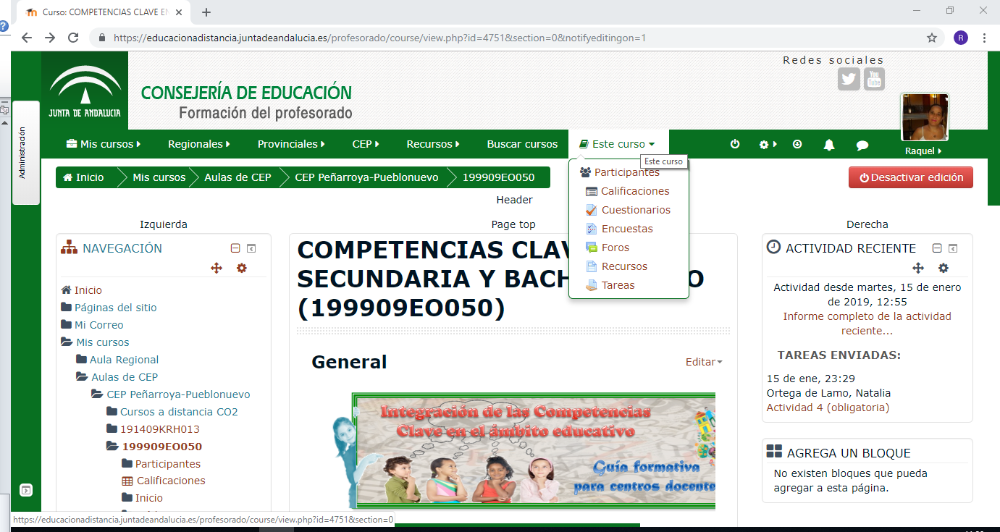 Curso: COMPETENCIAS CLAVE EN
https://educacionadistancia.juntadeandalucia.es/profesorado/course/view.php?id=4751&section=0&notifyeditingon=1
R
Redes sociales
You Tube
CONSEJERÍA DE EDUCACIÓN
Formación del profesorado
JUNTA DE ANDALUCIA
Administración
Mis cursos
Regionales
Provinciales
CEP
Recursos
Buscar cursos
Este curso
Raquel
Este curso
Participantes
Calificaciones
Cuestionarios
Encuestas
Foros
Recursos
Tareas
Inicio
Mis cursos
Aulas de CEP
CEP Peñarroya-Pueblonuevo
199909EO050
Desactivar edición
Header
Izquierda
Page top
Derecha
NAVEGACIÓN
Inicio
Páginas del sitio
Mi Correo
Mis cursos
Aula Regional
Aulas de CEP
CEP Peñarroya-Pueblonuevo
Cursos a distancia CO2
191409KRH013
199909EO050
Participantes
Calificaciones
Inicio
COMPETENCIAS CLAV
SECUNDARIA Y BACH O
(199909EO050)
General
Editar
Integración de las Competencias
Clave en el ámbito educativo
Guía formativa
para centros docente
ACTIVIDAD RECIENTE
Actividad desde martes, 15 de enero
de 2019, 12:55
Informe completo de la actividad
reciente...
TAREAS ENVIADAS:
15 de ene, 23:29
Ortega de Lamo, Natalia
Actividad 4 (obligatoria)
AGREGA UN BLOQUE
No existen bloques que pueda
agregar a esta página.
https://educacionadistancia.juntadeandalucia.es/profesorado/course/view.php?id=4751&section=0